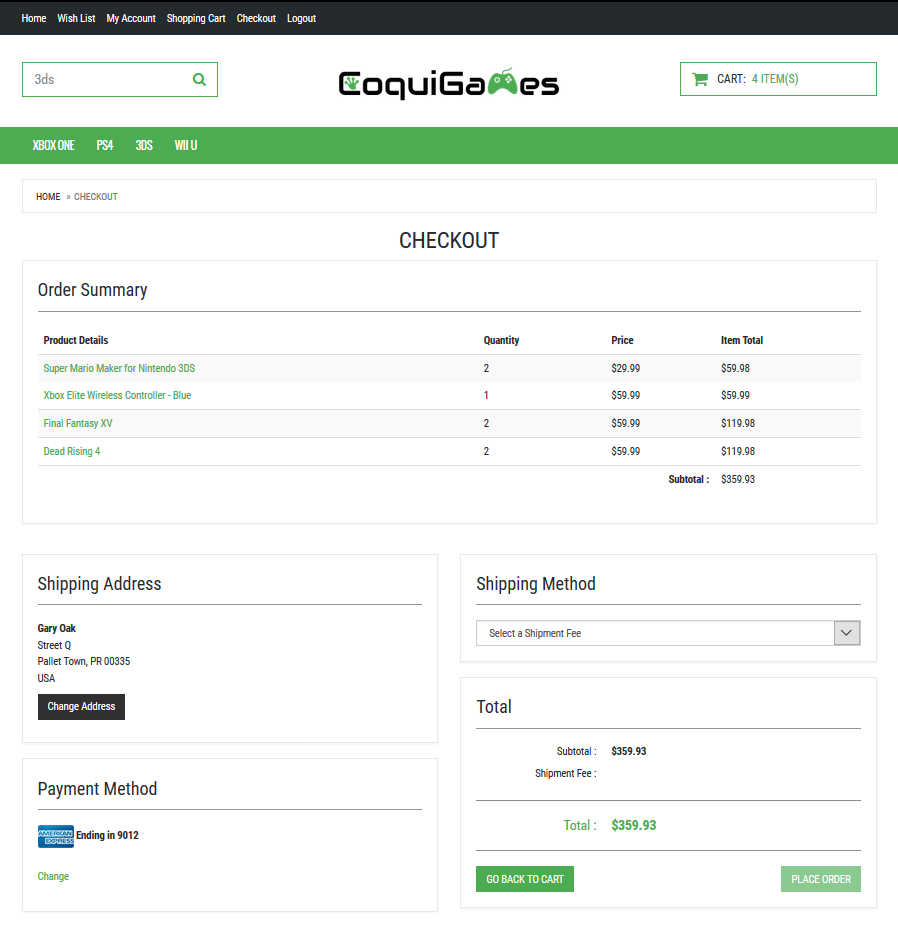 Home Wish List My Account Shopping Cart Checkout Logout
3ds
CoquiGames
CART: 4 ITEM(S)
XBOX ONE PS4 3DS WII U
HOME » CHECKOUT
CHECKOUT
Order Summary
Product Details Quantity Price Item Total
Super Mario Maker for Nintendo 3DS 2 $29.99 $59.98
Xbox Elite Wireless Controller - Blue 1 $59.99 $59.99
Final Fantasy XV 2 $59.99 $119.98
Dead Rising 4 2 $59.99 $119.98
Subtotal : $359.93
Shipping Address
Gary Oak
Street Q
Pallet Town, PR 00335
USA
Change Address
Payment Method
AMERICAN
EXPRESS
Ending in 9012
Change
Shipping Method
Select a Shipment Fee
Total
Subtotal : $359.93
Shipment Fee :
Total : $359.93
GO BACK TO CART PLACE ORDER